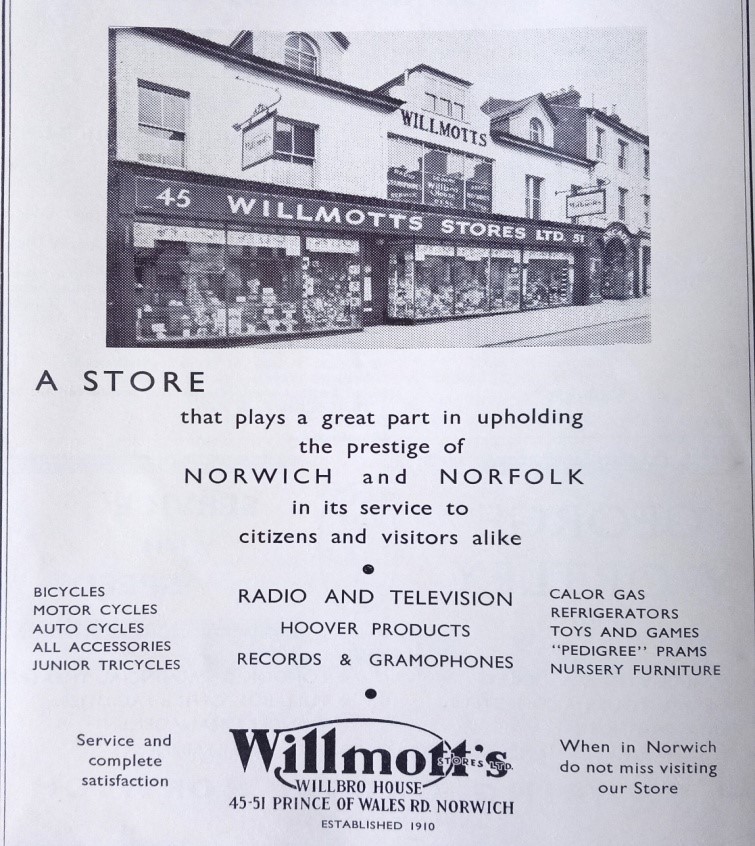 WILLMOTTS
Willmott's
45 WILLMOTTS STORES LTD. 51
A STORE
that plays a great part in upholding
the prestige of
NORWICH and NORFOLK
in its service to
citizens and visitors alike
BICYCLES
MOTOR CYCLES
AUTO CYCLES
ALL ACCESSORIES
JUNIOR TRICYCLES
RADIO AND TELEVISION
HOOVER PRODUCTS
RECORDS & GRAMOPHONES
CALOR GAS
REFRIGERATORS
TOYS AND GAMES
"PEDIGREE" PRAMS
NURSERY FURNITURE
Service and
complete
satisfaction
Willmott's
STORES LTD.
WILLBRO HOUSE
45-51 PRINCE OF WALES RD. NORWICH
ESTABLISHED 1910
When in Norwich
do not miss visiting
our Store